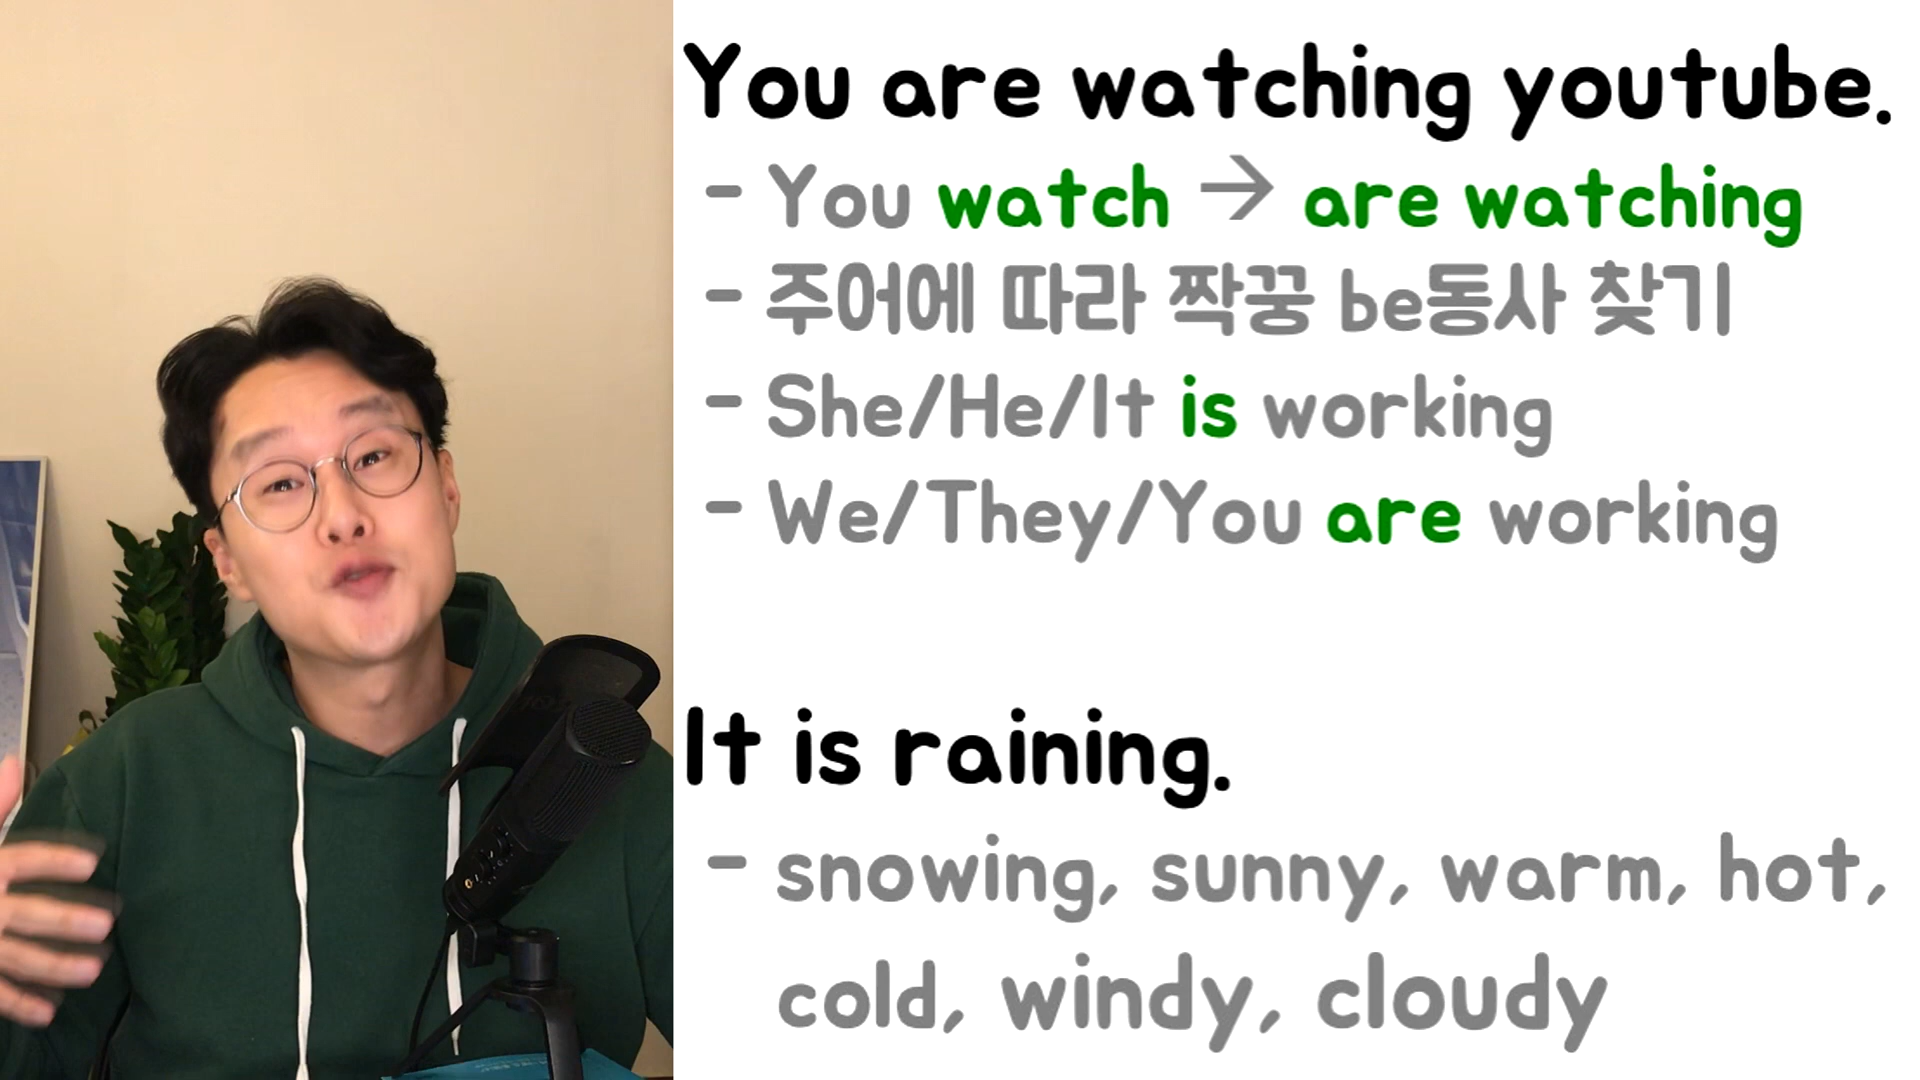 You are watching youtube.
- You watch → are watching
- 주어에 따라 짝꿍 be동사 찾기
- She/He/It is working
- We/They/You are working
It is raining.
- snowing, sunny, warm, hot,
cold, windy, cloudy